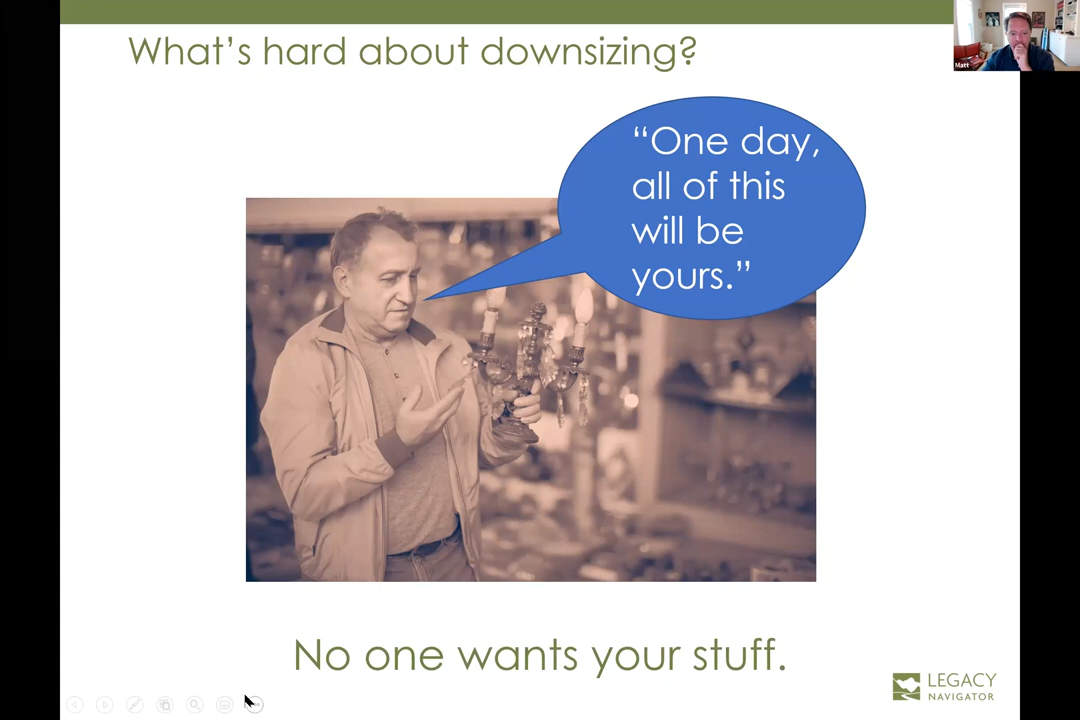 What's hard about downsizing?
Matt
“One day,
all of this
will be
yours.”
No one wants your stuff.
LEGACY
NAVIGATOR